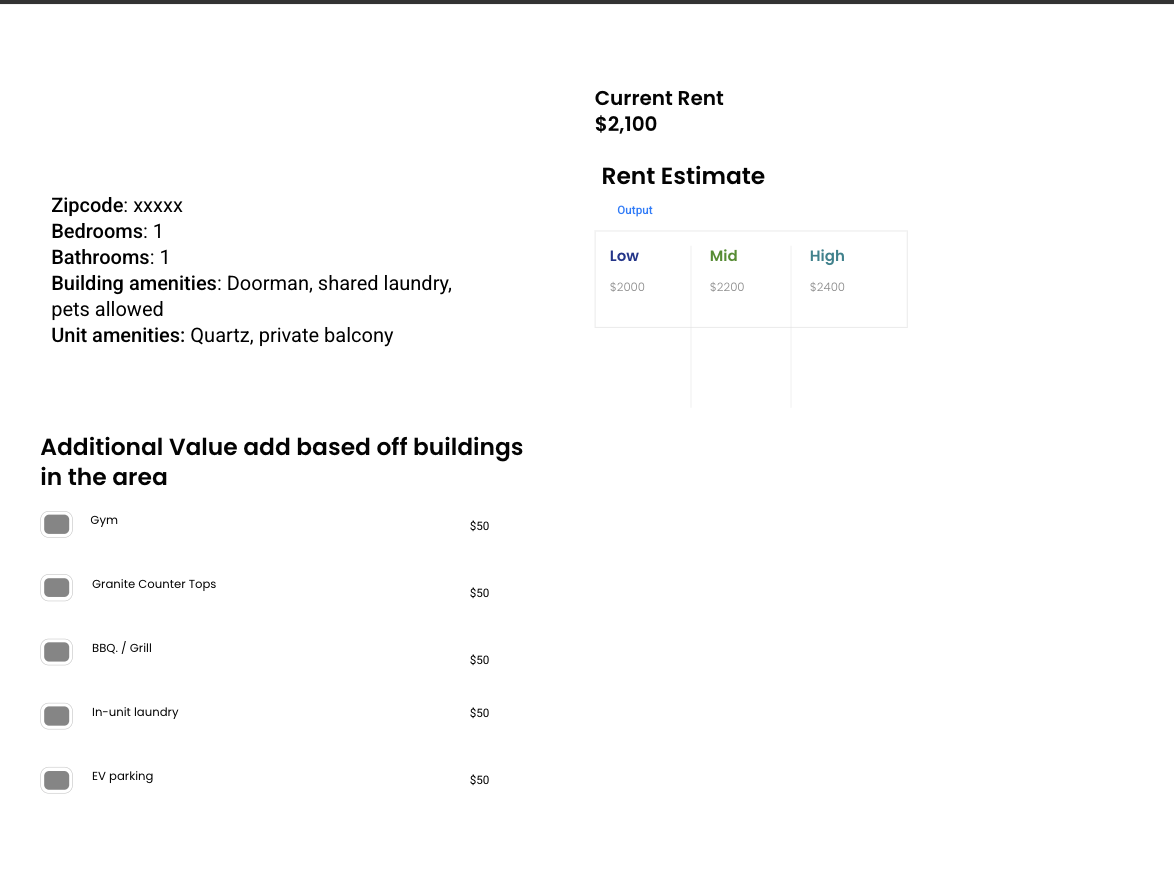 Current Rent
$2,100
Rent Estimate
Output
Low Mid High
$2000 $2200 $2400
Zipcode: xxxxx
Bedrooms: 1
Bathrooms: 1
Building amenities: Doorman, shared laundry,
pets allowed
Unit amenities: Quartz, private balcony
Additional Value add based off buildings
in the area
Gym $50
Granite Counter Tops $50
BBQ. / Grill $50
In-unit laundry $50
EV parking $50